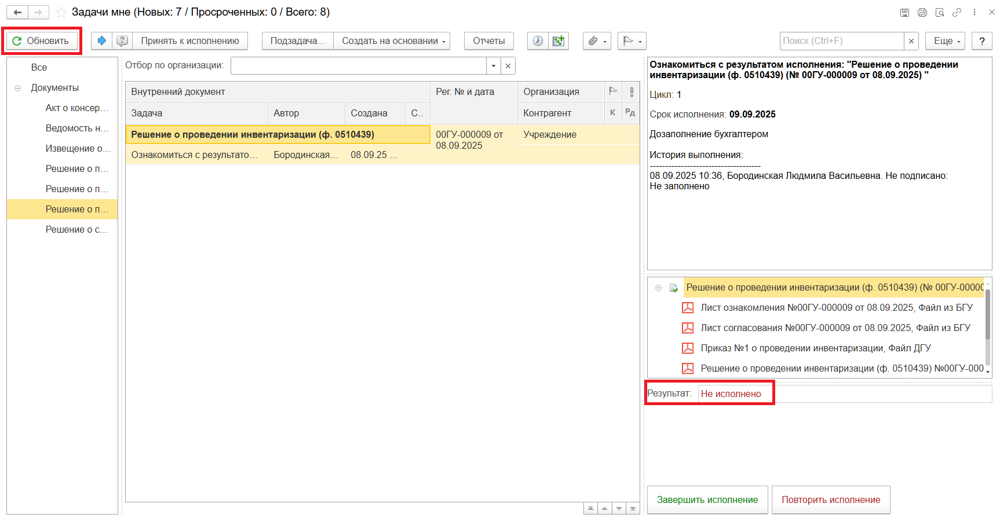 Задачи мне (Новых: 7 / Просроченных: 0 / Всего: 8)
Обновить
Принять к исполнению
Подзадача...
Создать на основании
Отчеты
Поиск (Ctrl+F)
Еще
?
Все
Документы
Акт о консер...
Ведомость н...
Извещение о...
Решение о п...
Решение о п...
Решение о п...
Решение о с...
Отбор по организации:
Внутренний документ
Рег. № и дата
Организация
Задача
Автор
Создана
С..
Контрагент
К
Рд
Решение о проведении инвентаризации (ф. 0510439)
00ГУ-000009 от
08.09.2025
Учреждение
Ознакомиться с результато...
Бородинская...
08.09.25 ...
Ознакомиться с результатом исполнения: "Решение о проведении
инвентаризации (ф. 0510439) (№ 00ГУ-000009 от 08.09.2025) "
Цикл: 1
Срок исполнения: 09.09.2025
Дозаполнение бухгалтером
История выполнения:
------------------------------------
08.09.2025 10:36, Бородинская Людмила Васильевна. Не подписано:
Не заполнено
Решение о проведении инвентаризации (ф. 0510439) (№ 00ГУ-00000
Лист ознакомления №00ГУ-000009 от 08.09.2025, Файл из БГУ
Лист согласования №00ГУ-000009 от 08.09.2025, Файл из БГУ
Приказ №1 о проведении инвентаризации, Файл ДГУ
Решение о проведении инвентаризации (ф. 0510439) №00ГУ-000
Результат:
Не исполнено
Завершить исполнение
Повторить исполнение